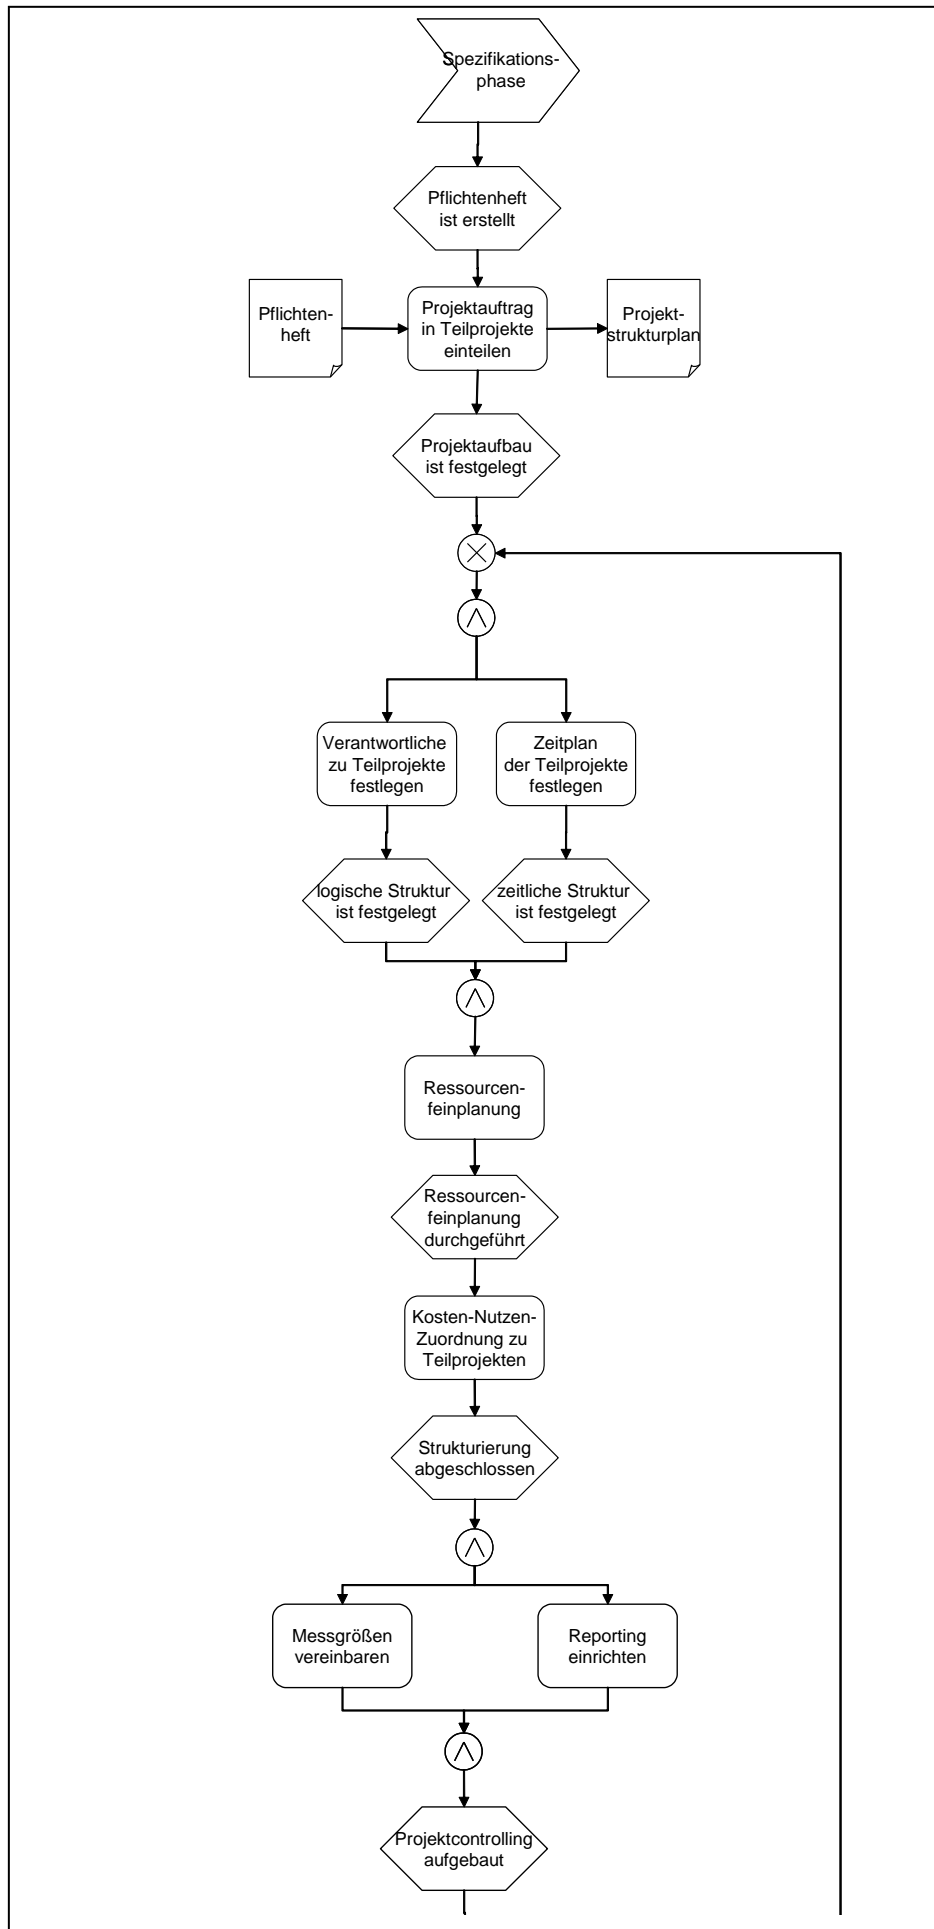 Spezifikations-
phase
Pflichtenheft
ist erstellt
Pflichten-
heft
Projektauftrag
in Teilprojekte
einteilen
Projekt-
strukturplan
Projektaufbau
ist festgelegt
Verantwortliche
zu Teilprojekte
festlegen
Zeitplan
der Teilprojekte
festlegen
logische Struktur
ist festgelegt
zeitliche Struktur
ist festgelegt
Ressourcen-
feinplanung
Ressourcen-
feinplanung
durchgeführt
Kosten-Nutzen-
Zuordnung zu
Teilprojekten
Strukturierung
abgeschlossen
Messgrößen
vereinbaren
Reporting
einrichten
Projektcontrolling
aufgebaut